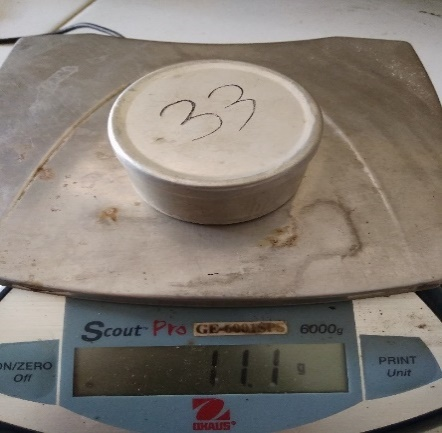 33
Scout Pro GE-6001SPS 6000g
ON/ZERO
Off
11.1 g
PRINT
Unit
OHAUS